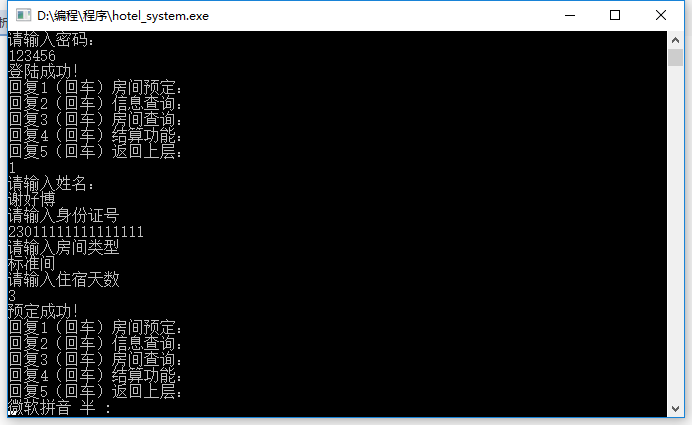 D:\编程\程序\hotel_system.exe
析
请输入密码：
123456
登陆成功！
回复1（回车）房间预定：
回复2（回车）信息查询：
回复3（回车）房间查询：
回复4（回车）结算功能：
回复5（回车）返回上层：
1
请输入姓名：
谢好博
请输入身份证号
23011111111111111
请输入房间类型
标准间
请输入住宿天数
3
预定成功！
回复1（回车）房间预定：
回复2（回车）信息查询：
回复3（回车）房间查询：
回复4（回车）结算功能：
回复5（回车）返回上层：
微软拼音 半 ：